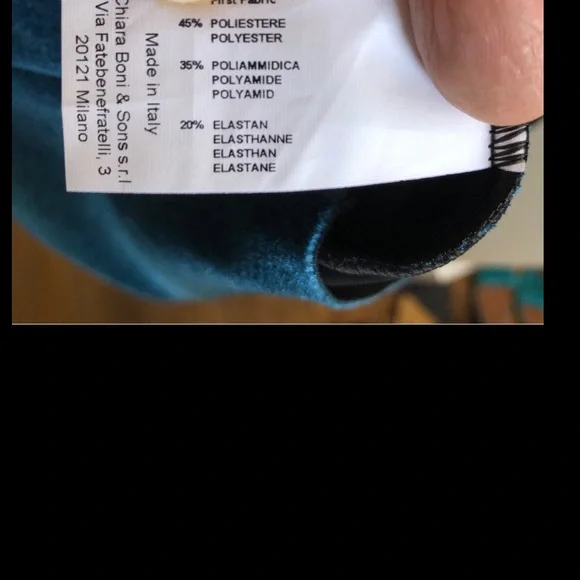 First Fabric
45% POLIESTERE
POLYESTER
35% POLIAMMIDICA
POLYAMIDE
POLYAMID
20% ELASTAN
ELASTHANNE
ELASTHAN
ELASTANE
Made in Italy
Chiara Boni & Sons s.r.l
Via Fatebenefratelli, 3
20121 Milano